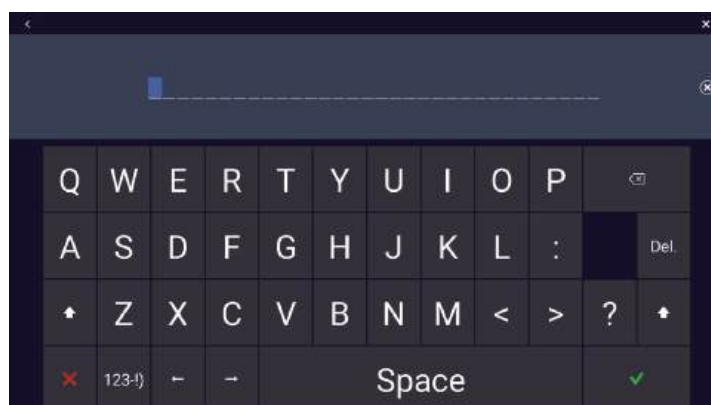 Q W E R T Y U I O P
A S D F G H J K L : Del.
Z X C V B N M < > ?
123-!) ← → Space